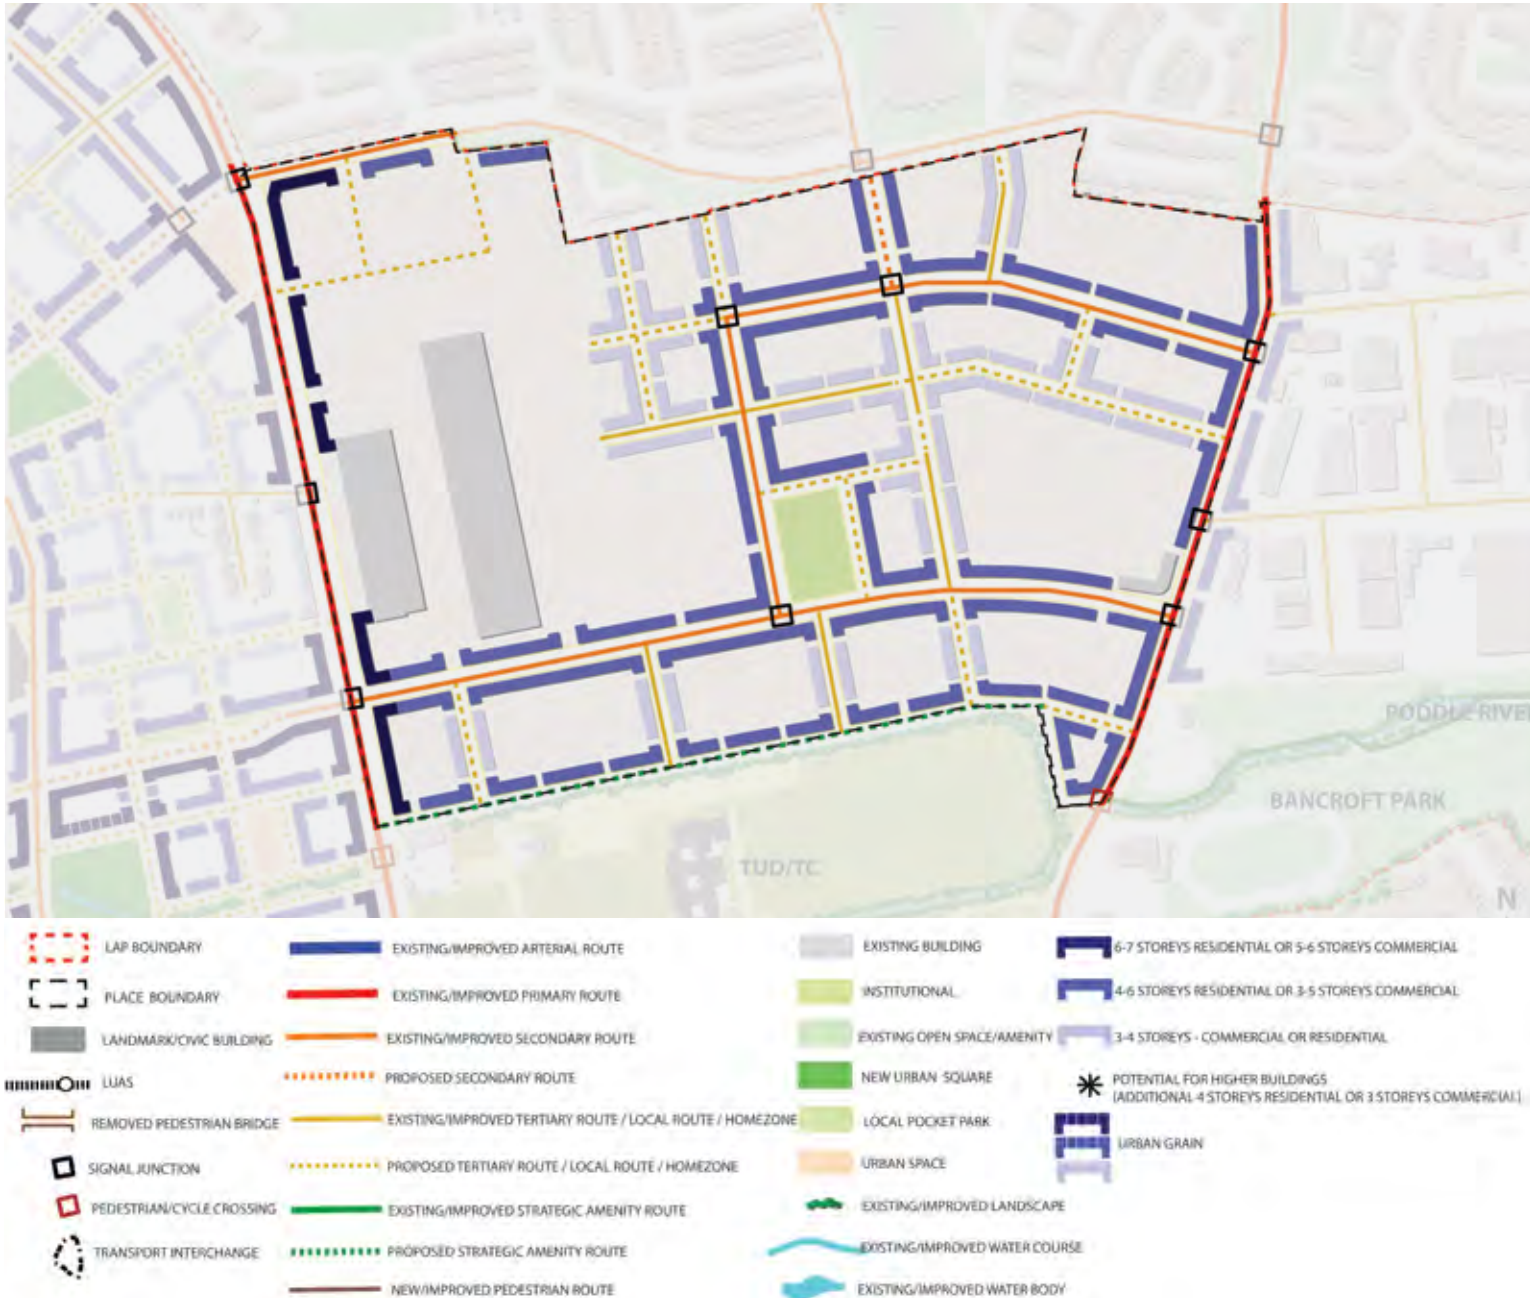 PODDLE RIVER
BANCROFT PARK
TUD/TC
N
LAP BOUNDARY
PLACE BOUNDARY
LANDMARK/CIVIC BUILDING
LUAS
REMOVED PEDESTRIAN BRIDGE
SIGNAL JUNCTION
PEDESTRIAN/CYCLE CROSSING
TRANSPORT INTERCHANGE
EXISTING/IMPROVED ARTERIAL ROUTE
EXISTING/IMPROVED PRIMARY ROUTE
EXISTING/IMPROVED SECONDARY ROUTE
PROPOSED SECONDARY ROUTE
EXISTING/IMPROVED TERTIARY ROUTE / LOCAL ROUTE / HOMEZONE
PROPOSED TERTIARY ROUTE / LOCAL ROUTE / HOMEZONE
EXISTING/IMPROVED STRATEGIC AMENITY ROUTE
PROPOSED STRATEGIC AMENITY ROUTE
NEW/IMPROVED PEDESTRIAN ROUTE
EXISTING BUILDING
INSTITUTIONAL
EXISTING OPEN SPACE/AMENITY
NEW URBAN SQUARE
LOCAL POCKET PARK
URBAN SPACE
EXISTING/IMPROVED LANDSCAPE
EXISTING/IMPROVED WATER COURSE
EXISTING/IMPROVED WATER BODY
6-7 STOREYS RESIDENTIAL OR 5-6 STOREYS COMMERCIAL
4-6 STOREYS RESIDENTIAL OR 3-5 STOREYS COMMERCIAL
3-4 STOREYS - COMMERCIAL OR RESIDENTIAL
POTENTIAL FOR HIGHER BUILDINGS
(ADDITIONAL 4 STOREYS RESIDENTIAL OR 3 STOREYS COMMERCIAL)
URBAN GRAIN